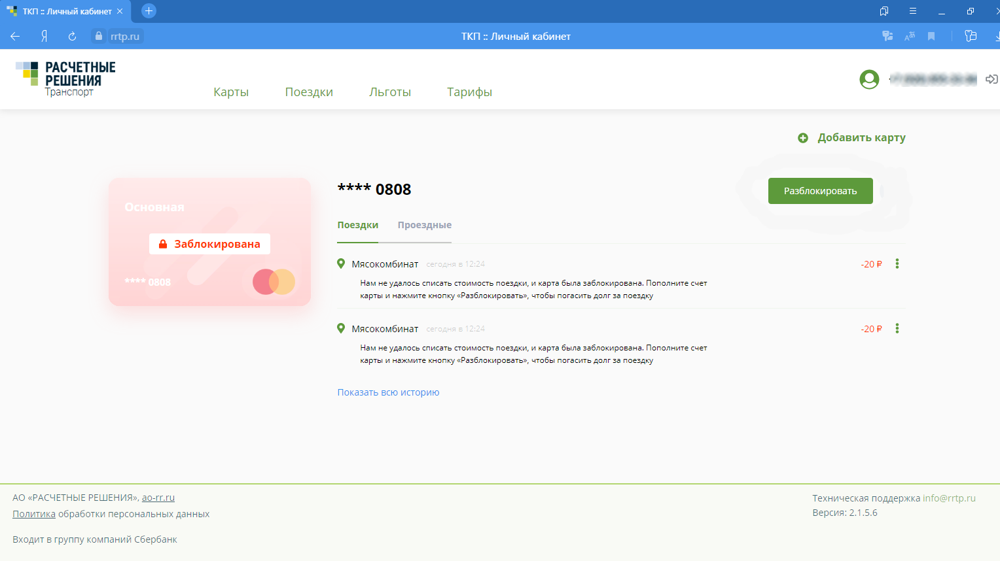 ТКП :: Личный кабинет
rrtp.ru
ТКП :: Личный кабинет
РАСЧЕТНЫЕ
РЕШЕНИЯ
Транспорт
Карты Поездки Льготы Тарифы
Добавить карту
Основная
Заблокирована
**** 0808
**** 0808
Разблокировать
Поездки Проездные
Мясокомбинат сегодня в 12:24 -20 ₽
Нам не удалось списать стоимость поездки, и карта была заблокирована. Пополните счет
карты и нажмите кнопку «Разблокировать», чтобы погасить долг за поездку
Мясокомбинат сегодня в 12:24 -20 ₽
Нам не удалось списать стоимость поездки, и карта была заблокирована. Пополните счет
карты и нажмите кнопку «Разблокировать», чтобы погасить долг за поездку
Показать всю историю
АО «РАСЧЕТНЫЕ РЕШЕНИЯ», ao-rr.ru
Политика обработки персональных данных
Входит в группу компаний Сбербанк
Техническая поддержка info@rrtp.ru
Версия: 2.1.5.6